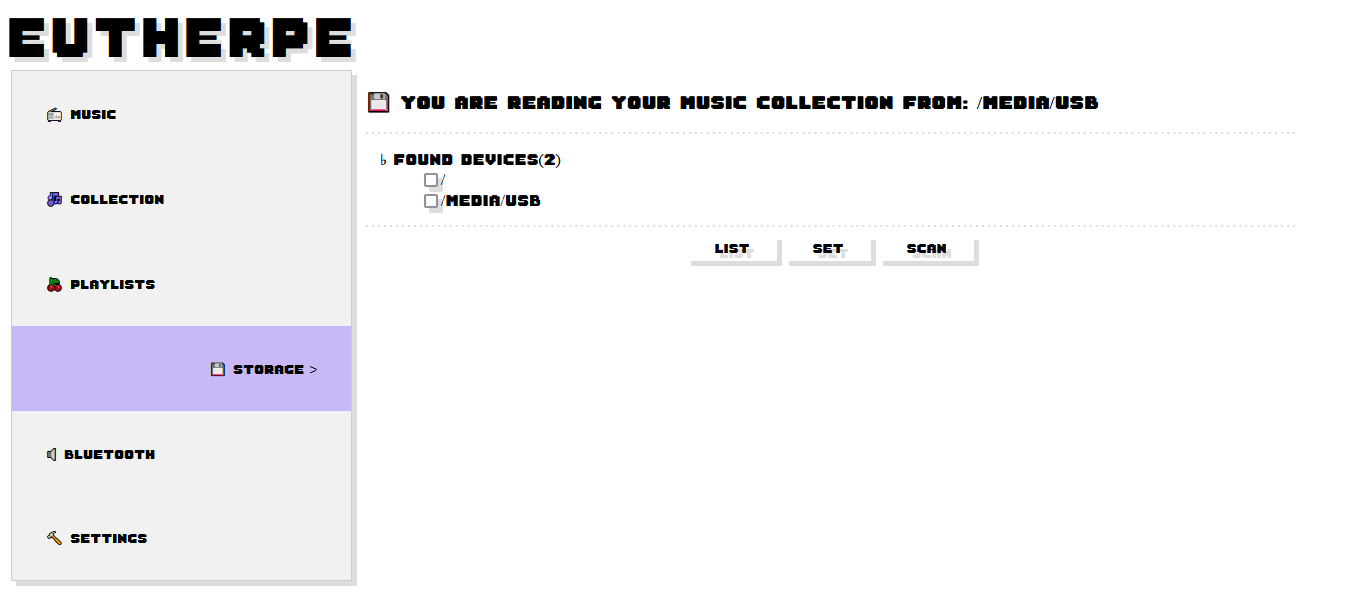 EUTHERPE
MUSIC
COLLECTION
PLAYLISTS
STORAGE >
BLUETOOTH
SETTINGS
YOU ARE READING YOUR MUSIC COLLECTION FROM: /MEDIA/USB
♭ FOUND DEVICES(2)
/
/MEDIA/USB
LIST SET SCAN